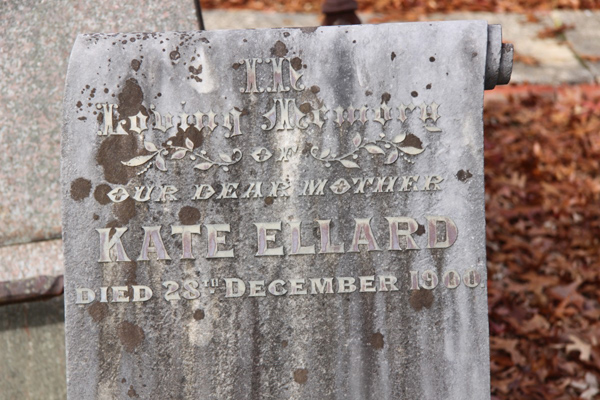 In
Loving Memory
OF
OUR DEAR MOTHER
KATE ELLARD
DIED 28TH DECEMBER 1900.